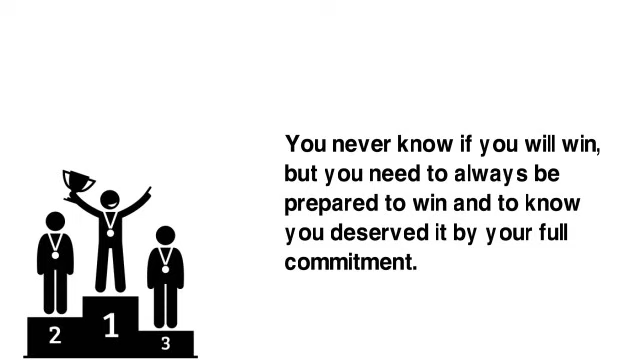 You never know if you will win,
but you need to always be
prepared to win and to know
you deserved it by your full
commitment.
2 1 3